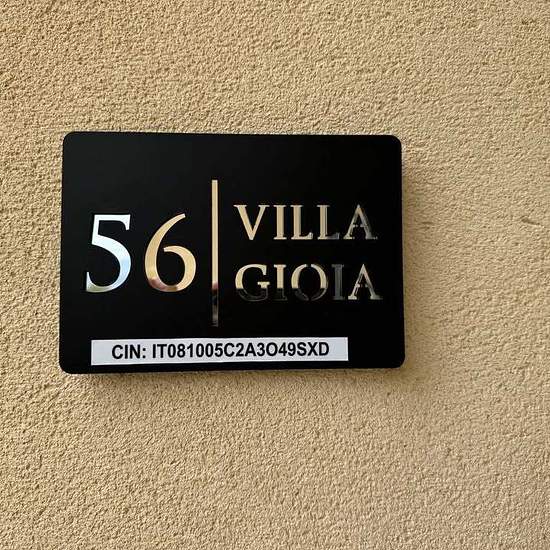 56
VILLA
GIOIA
CIN: IT081005C2A3O49SXD